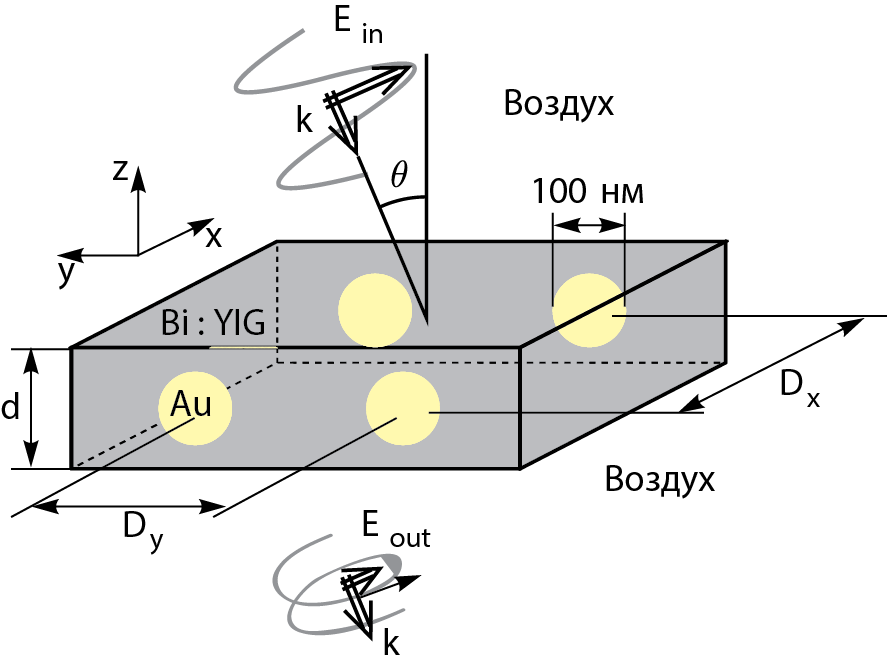 E in
k
Воздух
θ
z
x
y
100 нм
Bi : YIG
Au
d
D x
D y
Воздух
E out
k